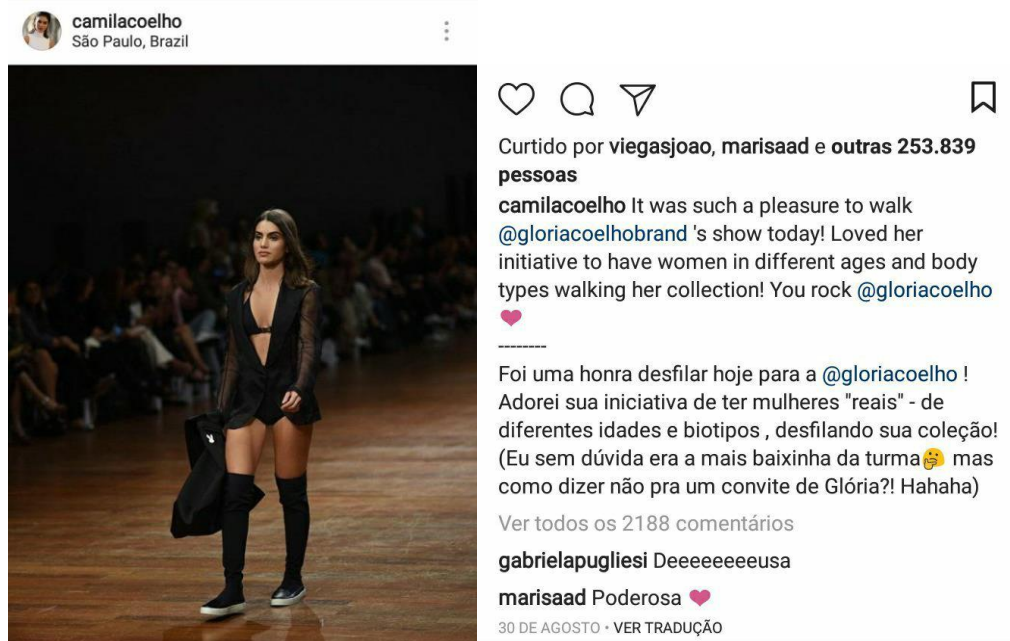 camilacoelho
São Paulo, Brazil
Curtido por viegasjoao, marisaad e outras 253.839
pessoas
camilacoelho It was such a pleasure to walk
@gloriacoelhobrand 's show today! Loved her
initiative to have women in different ages and body
types walking her collection! You rock @gloriacoelho
❤
--------
Foi uma honra desfilar hoje para a @gloriacoelho !
Adorei sua iniciativa de ter mulheres "reais" - de
diferentes idades e biotipos , desfilando sua coleção!
(Eu sem dúvida era a mais baixinha da turma🤔 mas
como dizer não pra um convite de Glória?! Hahaha)
Ver todos os 2188 comentários
gabrielapugliesi Deeeeeeeeusa
marisaad Poderosa ❤
30 DE AGOSTO • VER TRADUÇÃO